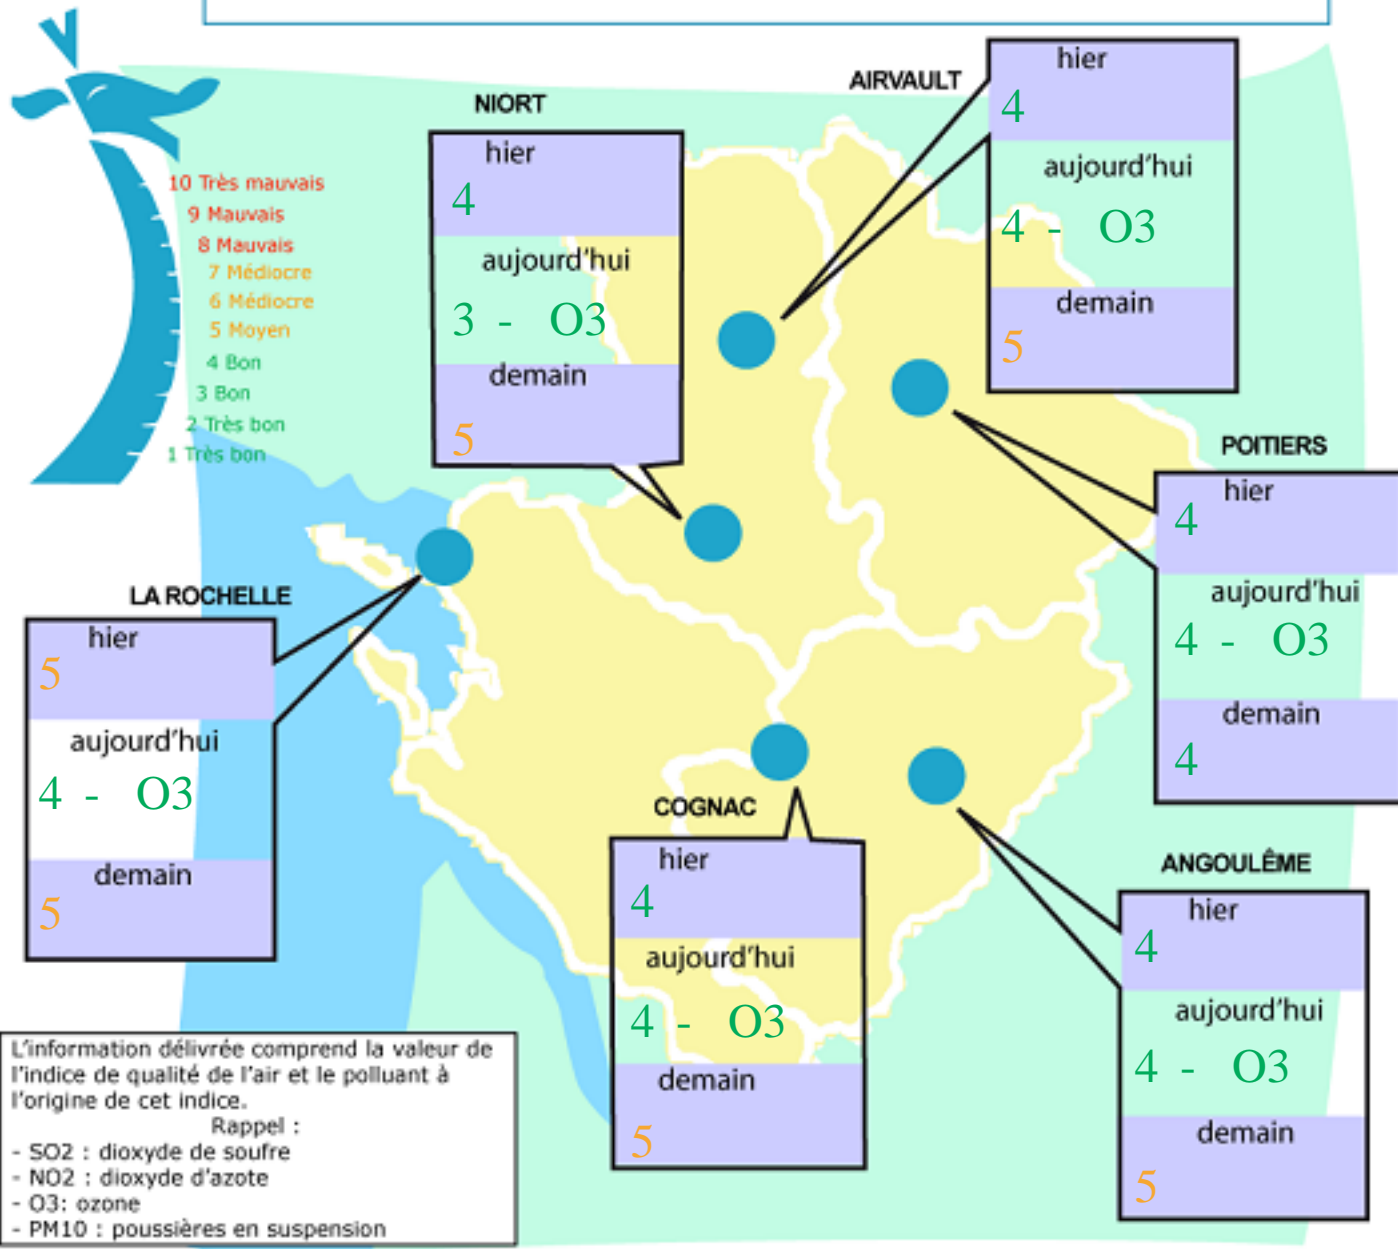 AIRVAULT
hier
4
aujourd'hui
4 - O3
demain
5
NIORT
hier
4
aujourd'hui
3 - O3
demain
5
10 Très mauvais
9 Mauvais
8 Mauvais
7 Médiocre
6 Médiocre
5 Moyen
4 Bon
3 Bon
2 Très bon
1 Très bon
POITIERS
hier
4
aujourd'hui
4 - O3
demain
4
LA ROCHELLE
hier
5
aujourd'hui
4 - O3
demain
5
COGNAC
hier
4
aujourd'hui
4 - O3
demain
5
ANGOULÊME
hier
4
aujourd'hui
4 - O3
demain
5
L'information délivrée comprend la valeur de
l'indice de qualité de l'air et le polluant à
l'origine de cet indice.
Rappel :
- SO2 : dioxyde de soufre
- NO2 : dioxyde d'azote
- O3: ozone
- PM10 : poussières en suspension